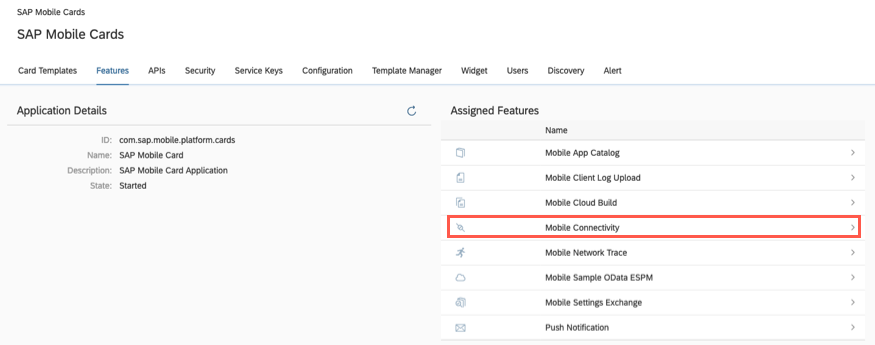 SAP Mobile Cards
SAP Mobile Cards
Card Templates Features APIs Security Service Keys Configuration Template Manager Widget Users Discovery Alert
Application Details
ID: com.sap.mobile.platform.cards
Name: SAP Mobile Card
Description: SAP Mobile Card Application
State: Started
Assigned Features
Name
Mobile App Catalog
Mobile Client Log Upload
Mobile Cloud Build
Mobile Connectivity
Mobile Network Trace
Mobile Sample OData ESPM
Mobile Settings Exchange
Push Notification